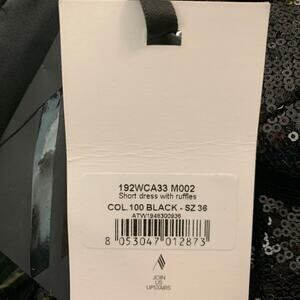 192WCA33 M002
Short dress with ruffles
COL.100 BLACK - SZ 36
ATW1948300936
8 053047 012873
JOIN
US
UPSTAIRS